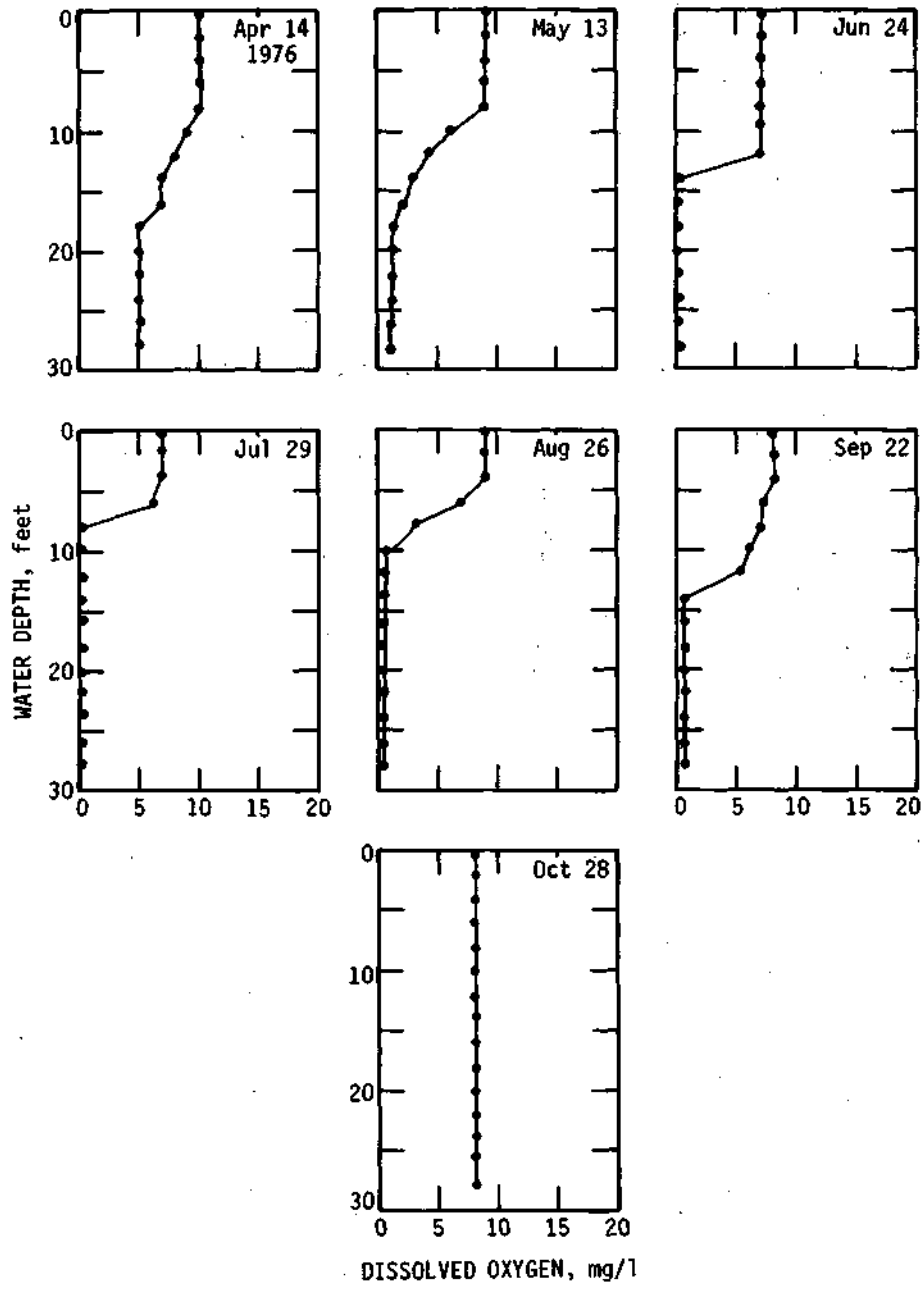 0
10
20
30
Apr 14
1976
May 13
Jun 24
WATER DEPTH, feet
0
10
20
30
Jul 29
0 5 10 15 20
Aug 26
Sep 22
0 5 10 15 20
0
10
20
30
Oct 28
0 5 10 15 20
DISSOLVED OXYGEN, mg/l